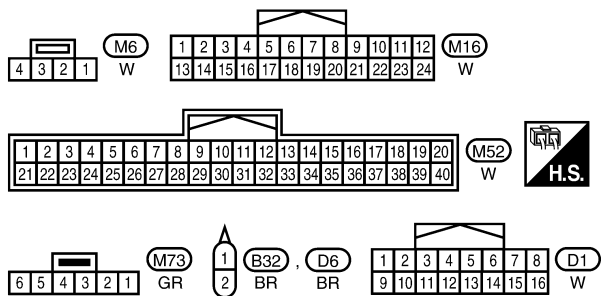 M6
4 3 2 1 W
1 2 3 4 5 6 7 8 9 10 11 12 M16
13 14 15 16 17 18 19 20 21 22 23 24 W
1 2 3 4 5 6 7 8 9 10 11 12 13 14 15 16 17 18 19 20 M52
21 22 23 24 25 26 27 28 29 30 31 32 33 34 35 36 37 38 39 40 W
H.S.
M73
6 5 4 3 2 1 GR
1 B32 , D6
2 BR BR
1 2 3 4 5 6 7 8 D1
9 10 11 12 13 14 15 16 W